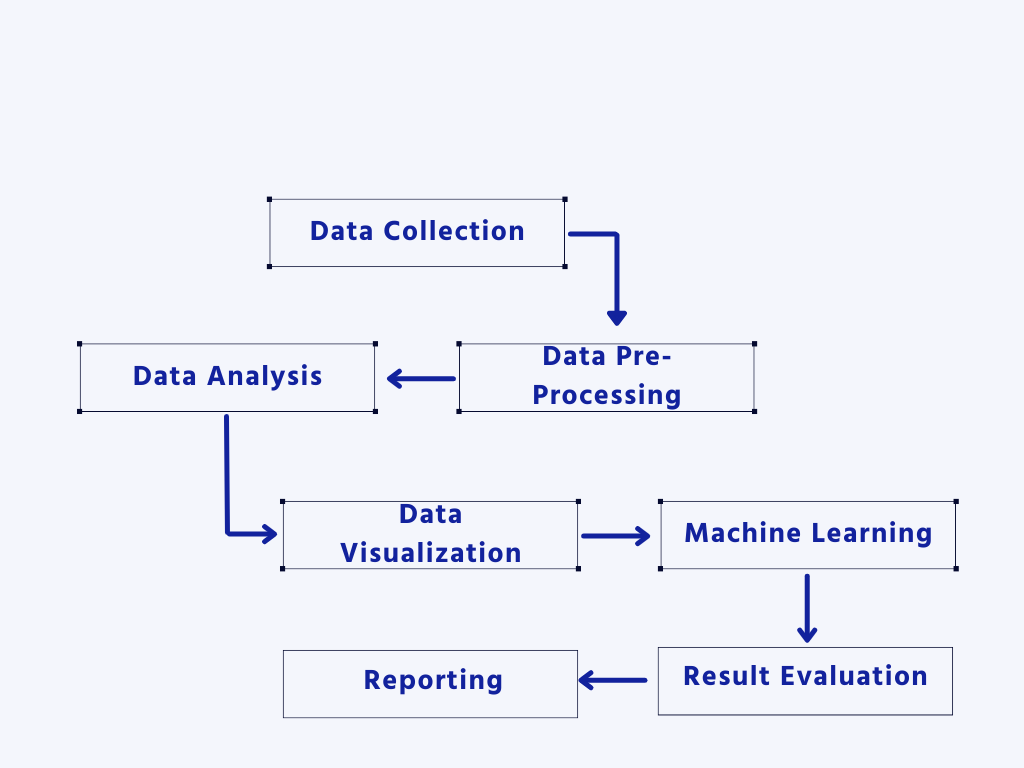 Data Collection
Data Analysis
Data Pre-
Processing
Data
Visualization
Machine Learning
Reporting
Result Evaluation